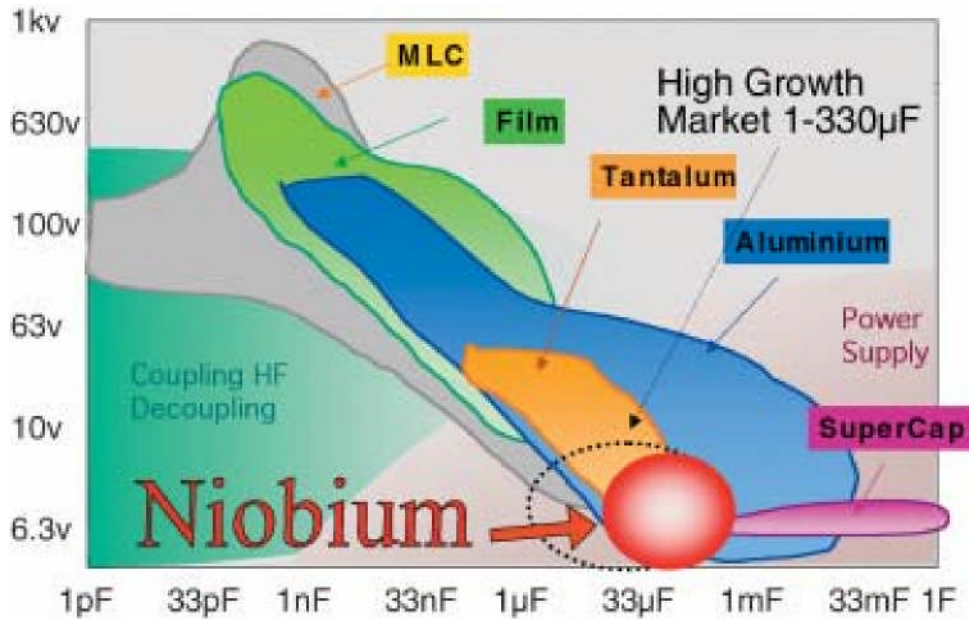 1kv
630v
100v
63v
10v
6.3v
MLC
Film
High Growth
Market 1-330µF
Tantalum
Aluminium
Power
Supply
Coupling HF
Decoupling
SuperCap
Niobium
1pF 33pF 1nF 33nF 1µF 33µF 1mF 33mF 1F